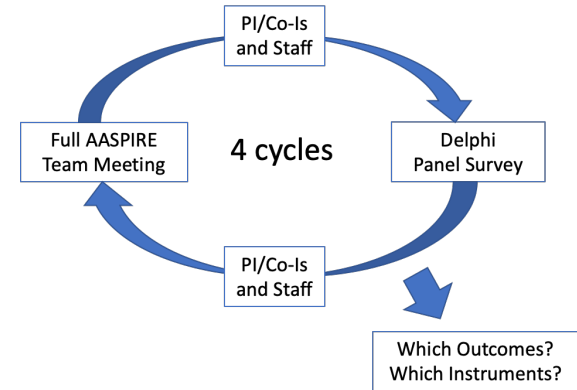 PI/Co-Is
and Staff
Full AASPIRE
Team Meeting
4 cycles
Delphi
Panel Survey
PI/Co-Is
and Staff
Which Outcomes?
Which Instruments?